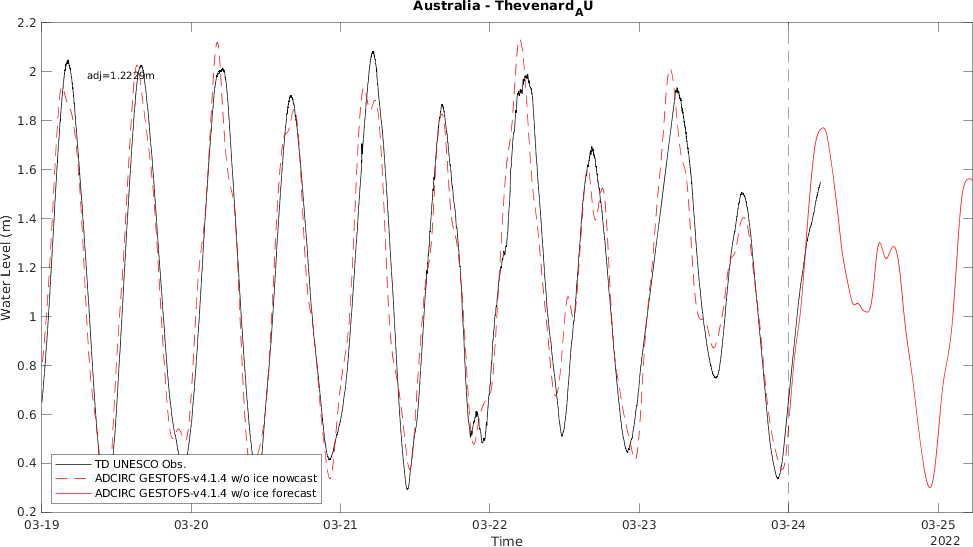 Australia - Thevenard_AU
2.2
2
1.8
1.6
1.4
1.2
1
0.8
0.6
0.4
0.2
Water Level (m)
adj=1.2229m
TD UNESCO Obs.
ADCIRC GESTOFS-v4.1.4 w/o ice nowcast
ADCIRC GESTOFS-v4.1.4 w/o ice forecast
03-19 03-20 03-21 03-22 03-23 03-24 03-25
Time 2022